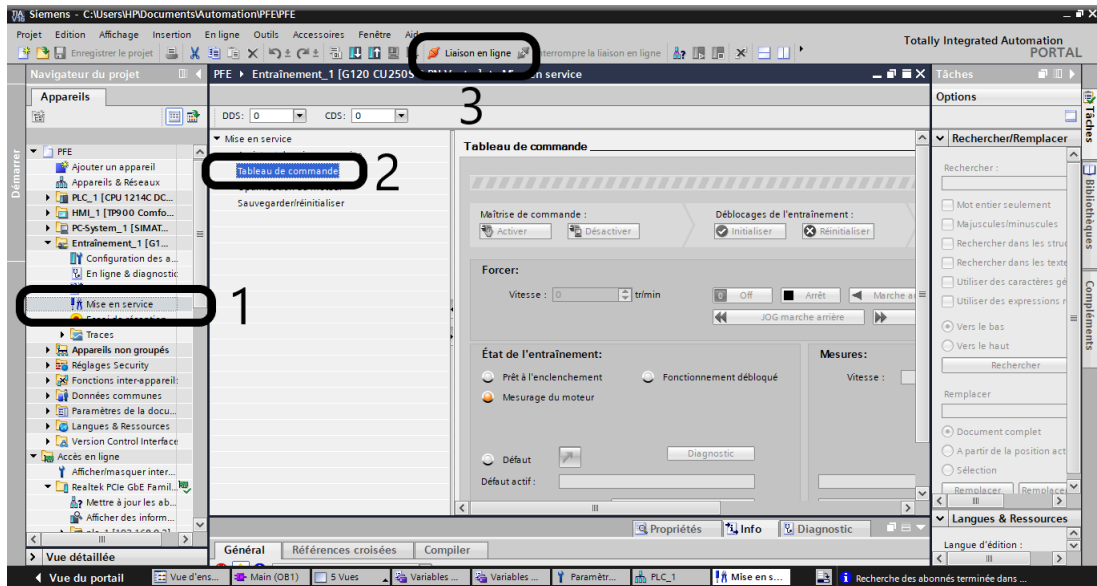 Siemens - C:\Users\HP\Documents\Automation\PFE\PFE
Projet Edition Affichage Insertion En ligne Outils Accessoires Fenêtre
Totally Integrated Automation
PORTAL
Enregistrer le projet
Liaison en ligne
interrompre la liaison en ligne
Navigateur du projet
PFE Entraînement_1 [G120 CU250S en service
Tâches
Appareils
Options
DDS: 0 CDS: 0
3
Mise en service
Tableau de commande
2
Sauvegarder/réinitialiser
Démarrer
PFE
Ajouter un appareil
Appareils & Réseaux
PLC_1 [CPU 1214C DC...
HMI_1 [TP900 Comfo...
PC-System_1 [SIMAT...
Entraînement_1 [G1...
Configuration des a...
En ligne & diagnostic
Mise en service
1
Traces
Appareils non groupés
Réglages Security
Fonctions inter-appareil:
Données communes
Paramètres de la docu...
Langues & Ressources
Version Control Interface
Accès en ligne
Afficher/masquer inter...
Realtek PCIe GbE Famil...
Mettre à jour les ab...
Afficher des inform...
Vue détaillée
Tableau de commande
Maîtrise de commande :
Activer Désactiver
Déblocages de l'entraînement :
Initialiser Réinitialiser
Forcer:
Vitesse : 0 tr/min
Off Arrêt Marche ar
JOG marche arrière
État de l'entraînement:
Mesures:
Prêt à l'enclenchement Fonctionnement débloqué
Vitesse :
Mesurage du moteur
Défaut
Diagnostic
Défaut actif :
Rechercher/Remplacer
Rechercher :
Mot entier seulement
Majuscules/minuscules
Rechercher dans les struc
Rechercher dans les texte
Utiliser des caractères gé
Utiliser des expressions r
Vers le bas
Vers le haut
Rechercher
Remplacer
Document complet
A partir de la position act
Sélection
Remplacer Remplacer
Langues & Ressources
Langue d'édition :
Tâches
Bibliothèques
Compléments
Propriétés Info Diagnostic
Général Références croisées Compiler
Vue du portail Vue d'ens... Main (OB1) 5 Vues Variables ... Variables ... Paramètr... PLC_1 Mise en s... Recherche des abonnés terminée dans ...